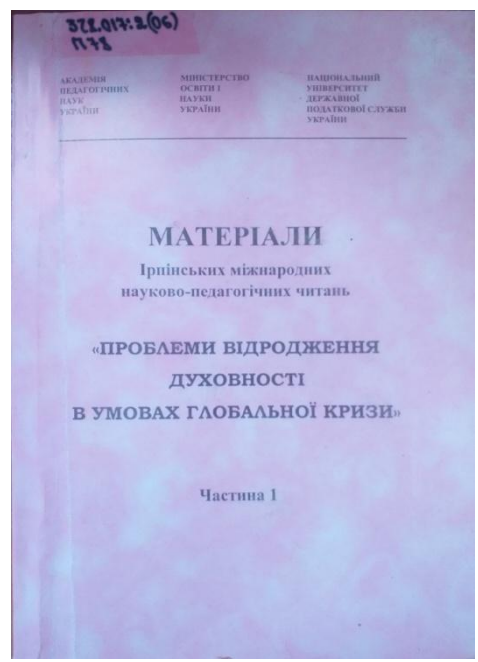 372.017:2(06)
П78
АКАДЕМІЯ
ПЕДАГОГІЧНИХ
НАУК
УКРАЇНИ
МІНІСТЕРСТВО
ОСВІТИ І
НАУКИ
УКРАЇНИ
НАЦІОНАЛЬНИЙ
УНІВЕРСИТЕТ
ДЕРЖАВНОЇ
ПОДАТКОВОЇ СЛУЖБИ
УКРАЇНИ
МАТЕРІАЛИ
Ірпінських міжнародних
науково-педагогічних читань
«ПРОБЛЕМИ ВІДРОДЖЕННЯ
ДУХОВНОСТІ
В УМОВАХ ГЛОБАЛЬНОЇ КРИЗИ»
Частина 1